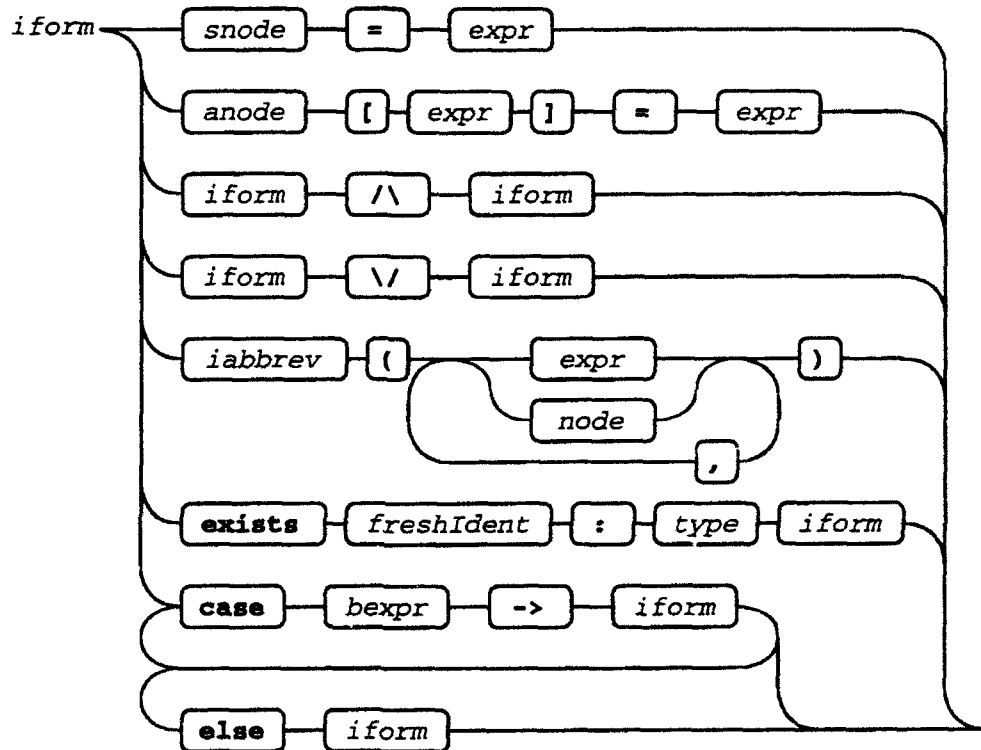 iform snode = expr
anode [ expr ] = expr
iform /\ iform
iform \/ iform
iabbrev ( expr )
node
,
exists freshIdent : type iform
case bexpr -> iform
else iform